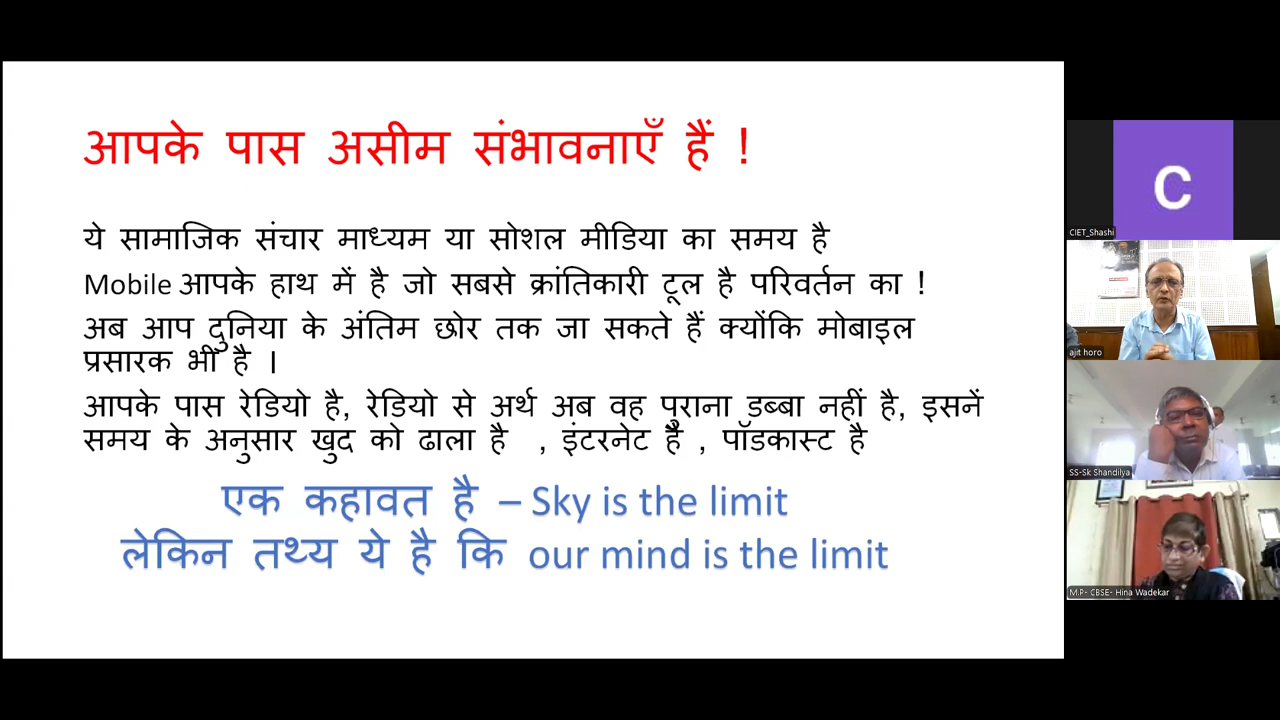 आपके पास असीम संभावनाएँ हैं !
ये सामाजिक संचार माध्यम या सोशल मीडिया का समय है
Mobile आपके हाथ में है जो सबसे क्रांतिकारी टूल है परिवर्तन का !
अब आप दुनिया के अंतिम छोर तक जा सकते हैं क्योंकि मोबाइल
प्रसारक भी है ।
आपके पास रेडियो है, रेडियो से अर्थ अब वह पुराना डब्बा नहीं है, इसनें
समय के अनुसार खुद को ढाला है , इंटरनेट है , पॉडकास्ट है
एक कहावत है – Sky is the limit
लेकिन तथ्य ये है कि our mind is the limit
C
CIET_Shashi
ajit horo
SS-Sk Shandilya
M.P- CBSE- Hina Wadekar